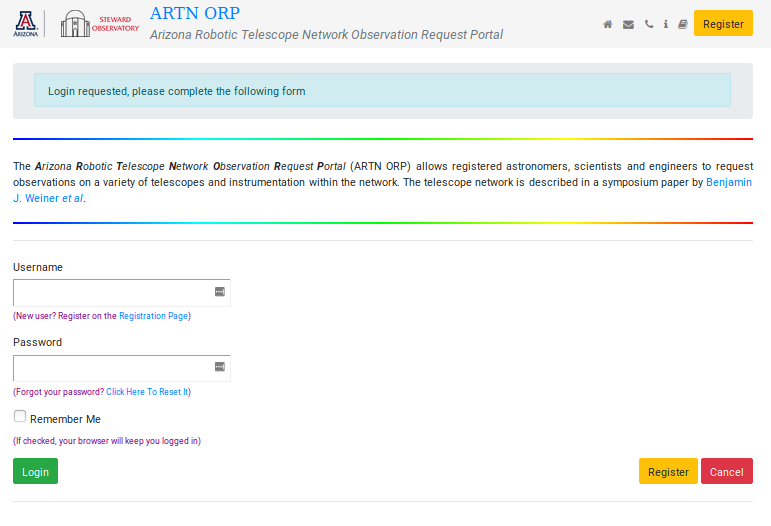 ARIZONA
STEWARD
OBSERVATORY
ARTN ORP
Arizona Robotic Telescope Network Observation Request Portal
Register
Login requested, please complete the following form
The Arizona Robotic Telescope Network Observation Request Portal (ARTN ORP) allows registered astronomers, scientists and engineers to request
observations on a variety of telescopes and instrumentation within the network. The telescope network is described in a symposium paper by Benjamin
J. Weiner et al.
Username
(New user? Register on the Registration Page)
Password
(Forgot your password? Click Here To Reset It)
Remember Me
(If checked, your browser will keep you logged in)
Login
Register
Cancel